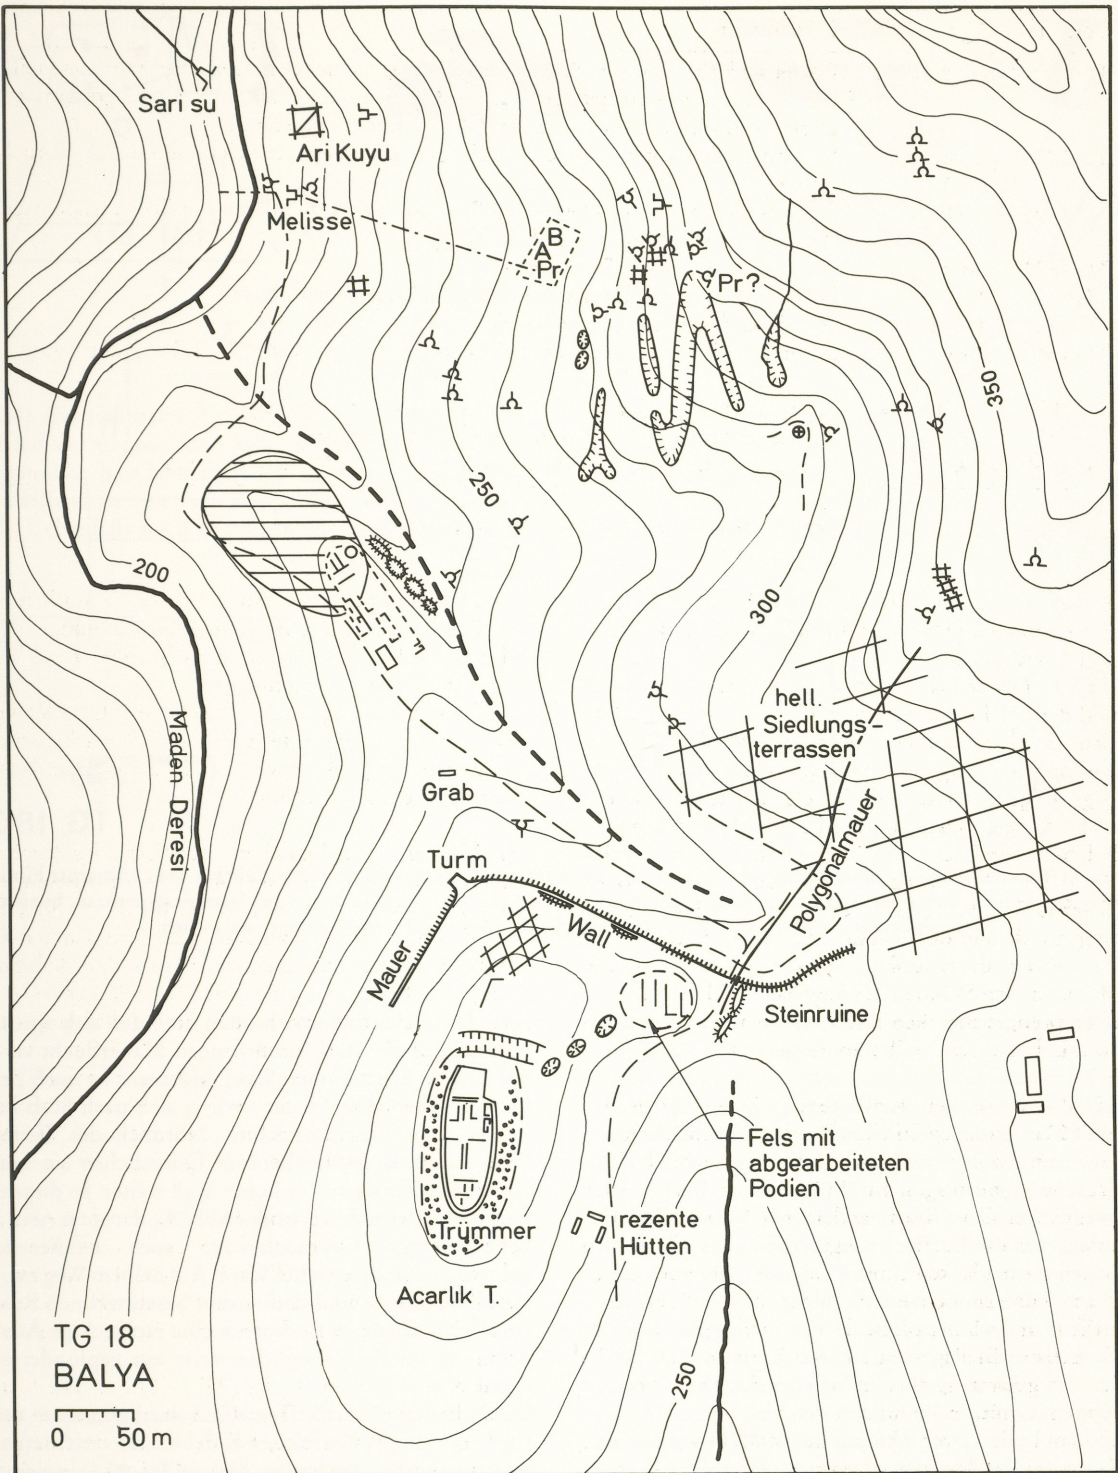 Sarı su
Arı Kuyu
Melisse
B
A
Pr
Pr?
350
250
200
300
hell.
Siedlungs-
terrassen
Maden Deresi
Grab
Polygonalmauer
Turm
Wall
Mauer
Steinruine
Fels mit
abgearbeiteten
Podien
rezente
Hütten
Trümmer
Acarlık T.
250
TG 18
BALYA
0 50 m